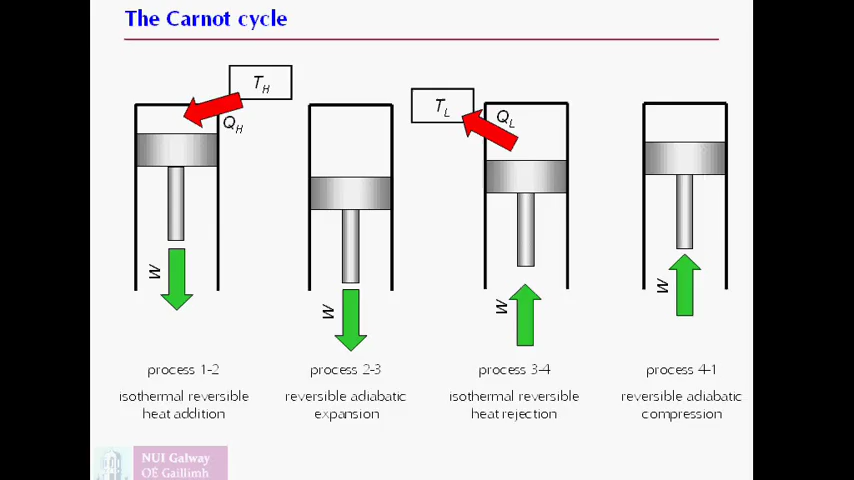 The Carnot cycle
T_H
Q_H
T_L
Q_L
W
W
W
W
process 1-2
isothermal reversible
heat addition
process 2-3
reversible adiabatic
expansion
process 3-4
isothermal reversible
heat rejection
process 4-1
reversible adiabatic
compression
NUI Galway
OÉ Gaillimh